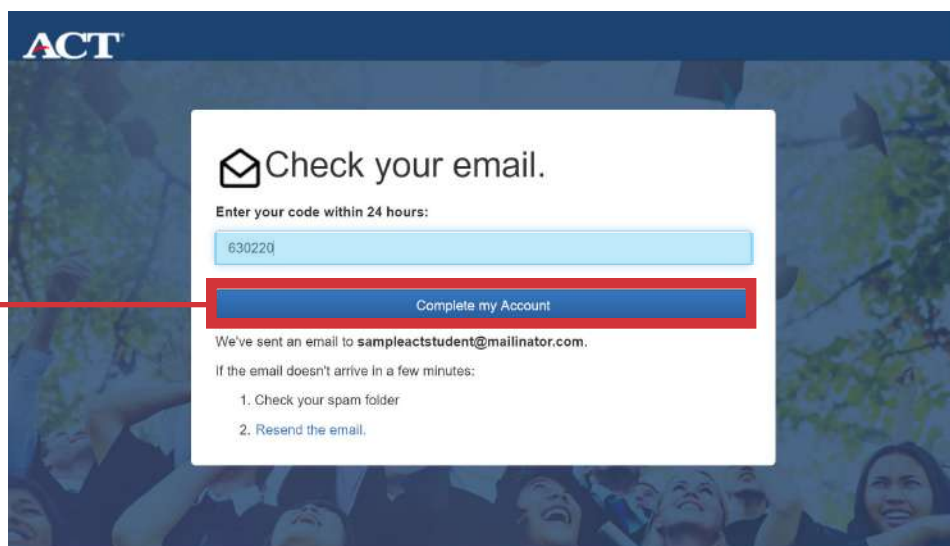 ACT
Check your email.
Enter your code within 24 hours:
630220
Complete my Account
We've sent an email to sampleactstudent@mailinator.com.
If the email doesn't arrive in a few minutes:
1. Check your spam folder
2. Resend the email.